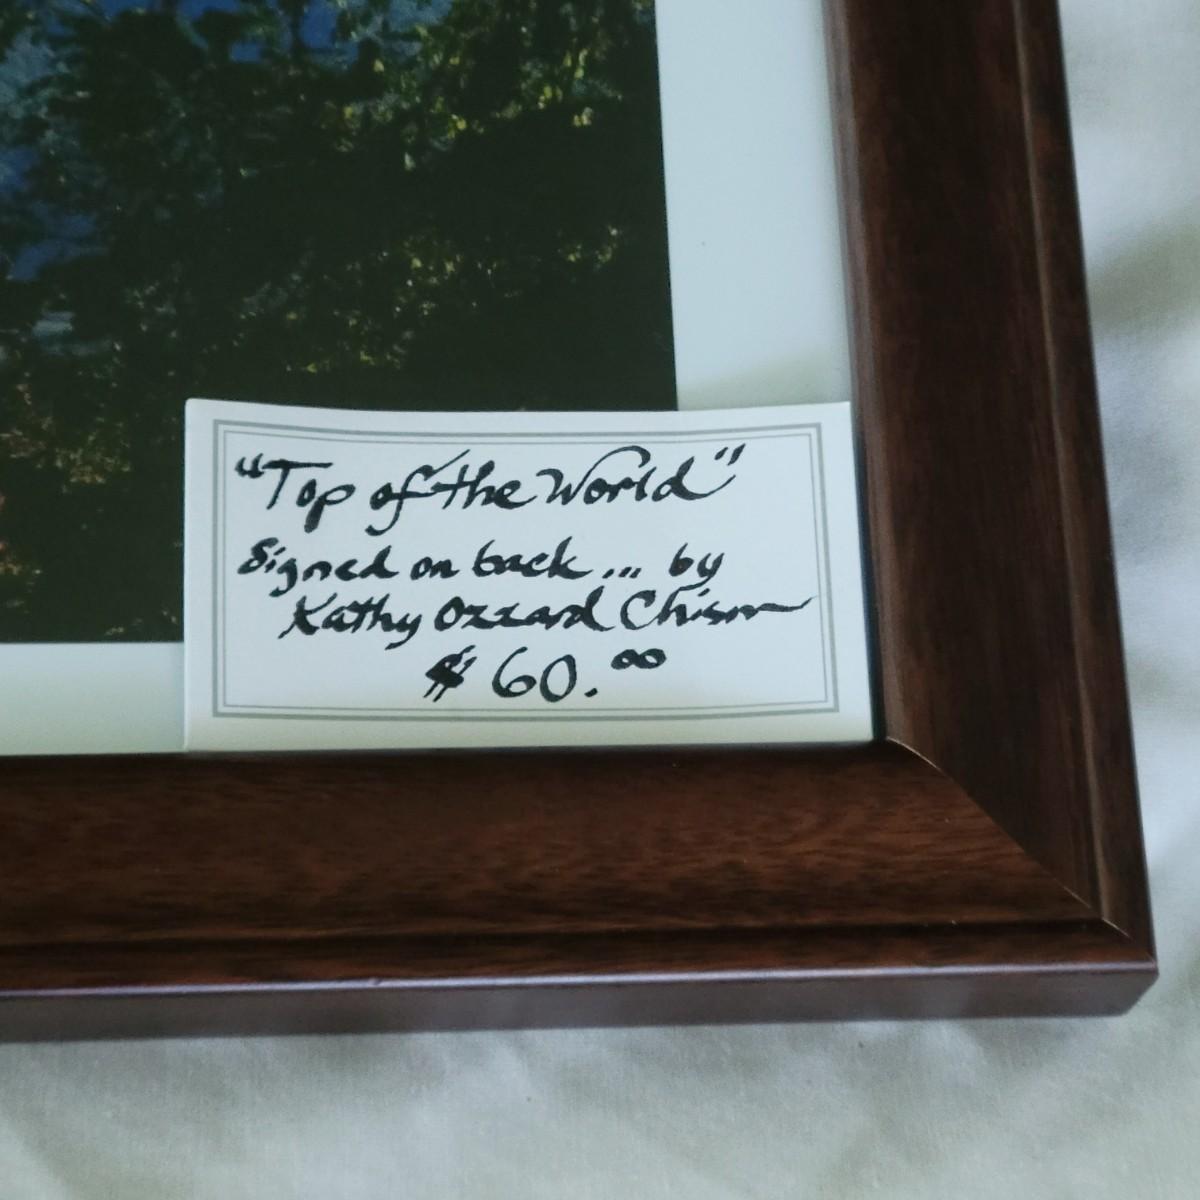 "Top of the World"
Signed on back... by
Kathy Ozzard Chism
$60.00